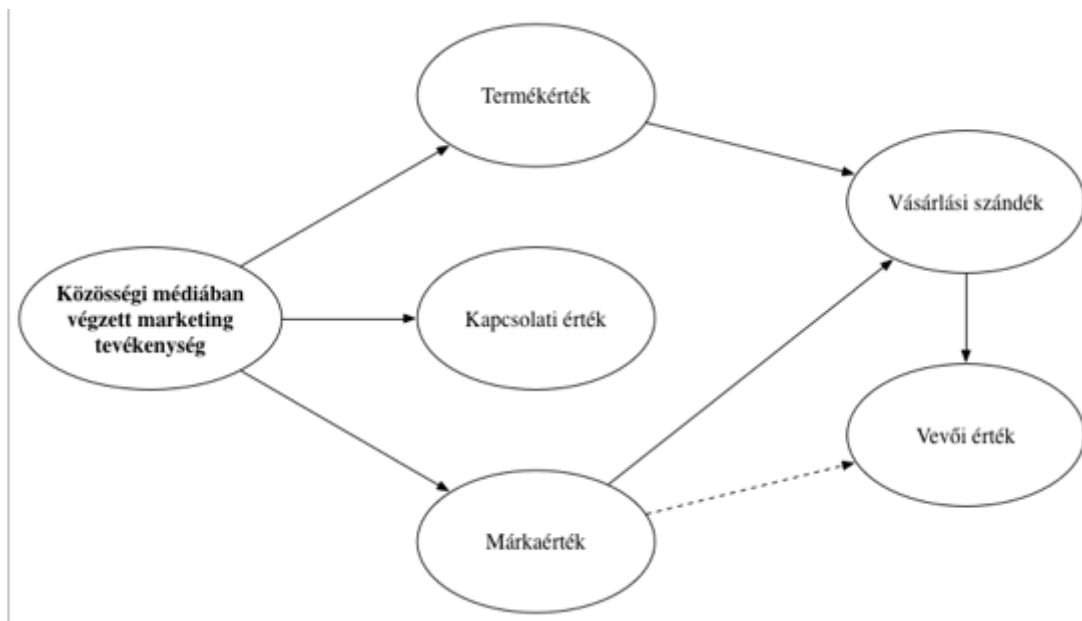 Termékérték
Vásárlási szándék
Közösségi médiában
végzett marketing
tevékenység
Kapcsolati érték
Vevői érték
Márkaérték